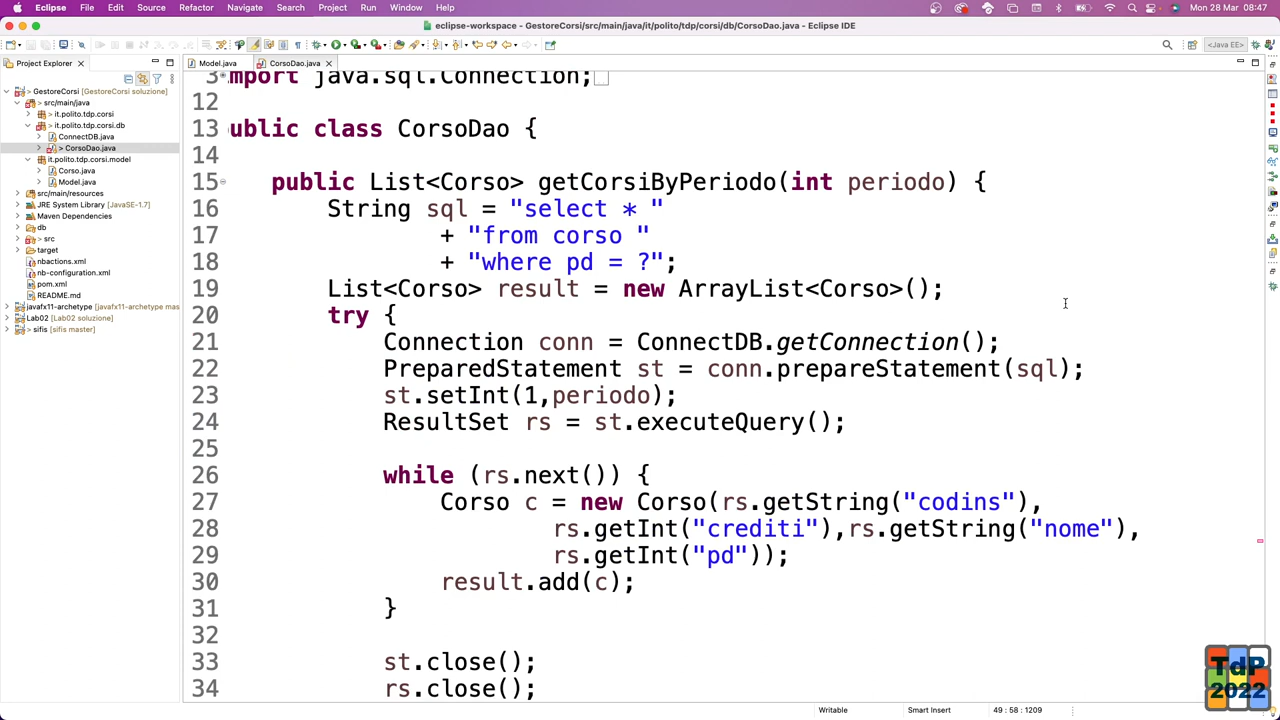 Eclipse File Edit Source Refactor Navigate Search Project Run Window Help Mon 28 Mar 08:47
eclipse-workspace - GestoreCorsi/src/main/java/it/polito/tdp/corsi/db/CorsoDao.java - Eclipse IDE
<Java EE>
Project Explorer
Model.java
CorsoDao.java
GestoreCorsi [GestoreCorsi soluzione]
> src/main/java
> it.polito.tdp.corsi
> it.polito.tdp.corsi.db
ConnectDB.java
> CorsoDao.java
it.polito.tdp.corsi.model
Corso.java
Model.java
src/main/resources
JRE System Library [JavaSE-1.7]
Maven Dependencies
db
> src
target
nbactions.xml
nb-configuration.xml
pom.xml
README.md
javafx11-archetype [javafx11-archetype mas
Lab02 [Lab02 soluzione]
> sifis [sifis master]
3 mport java.sql.Connection;
12
13 ublic class CorsoDao {
14
15 public List<Corso> getCorsiByPeriodo(int periodo) {
16 String sql = "select * "
17 + "from corso "
18 + "where pd = ?";
19 List<Corso> result = new ArrayList<Corso>();
20 try {
21 Connection conn = ConnectDB.getConnection();
22 PreparedStatement st = conn.prepareStatement(sql);
23 st.setInt(1,periodo);
24 ResultSet rs = st.executeQuery();
25
26 while (rs.next()) {
27 Corso c = new Corso(rs.getString("codins"),
28 rs.getInt("crediti"),rs.getString("nome"),
29 rs.getInt("pd"));
30 result.add(c);
31 }
32
33 st.close();
34 rs.close();
Writable
Smart Insert
49 : 58 : 1209
TdP
2022